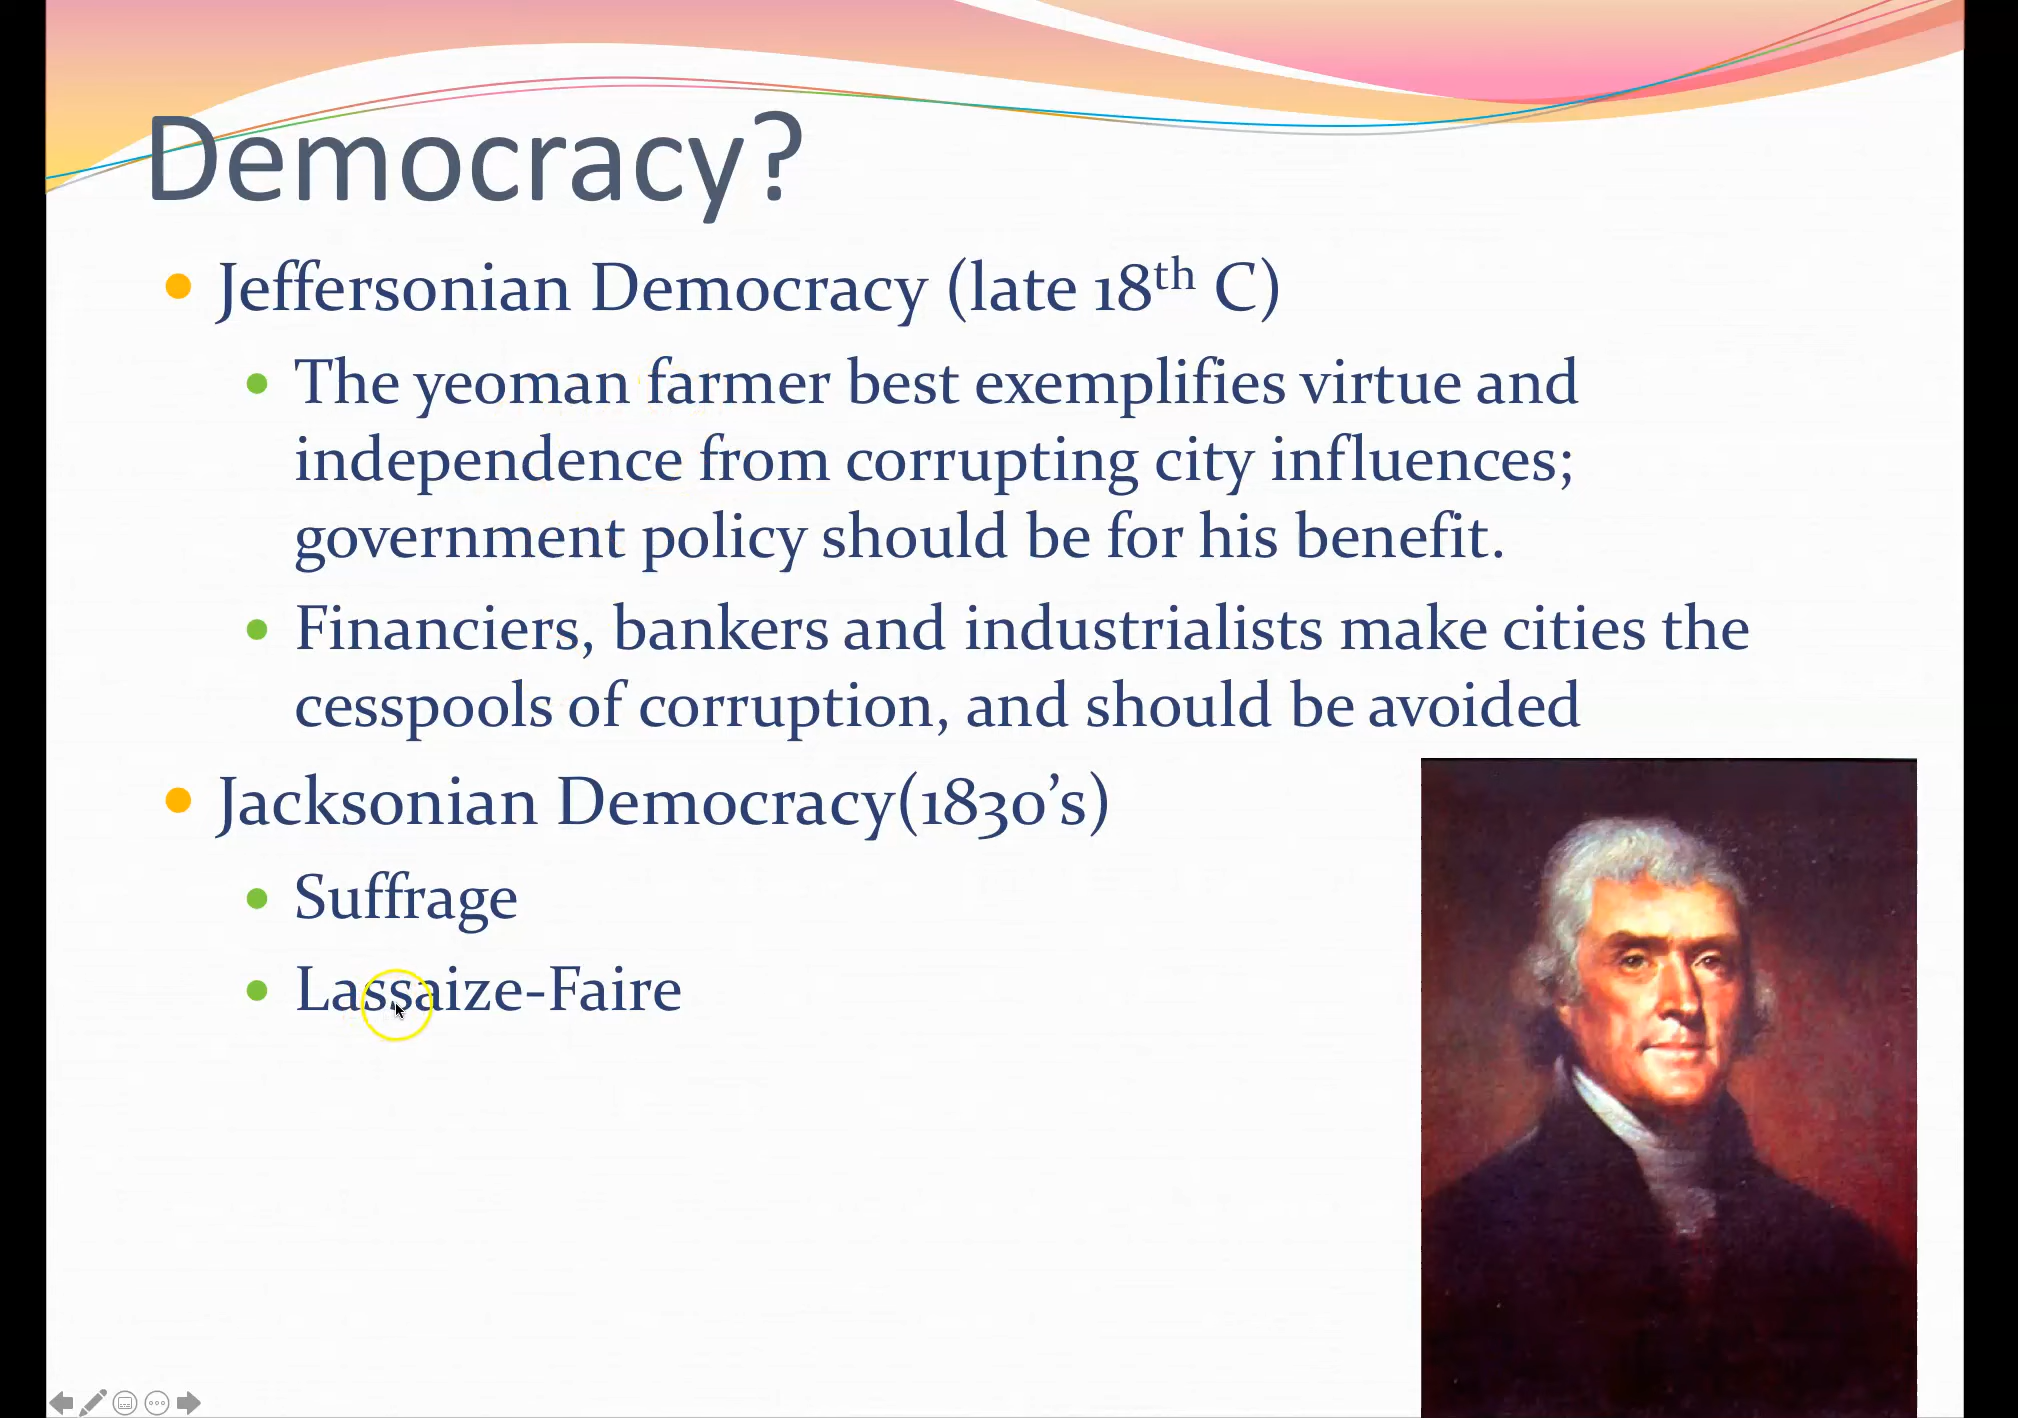 Democracy?
Jeffersonian Democracy (late 18th C)
The yeoman farmer best exemplifies virtue and
independence from corrupting city influences;
government policy should be for his benefit.
Financiers, bankers and industrialists make cities the
cesspools of corruption, and should be avoided
Jacksonian Democracy(1830’s)
Suffrage
Lassaize-Faire